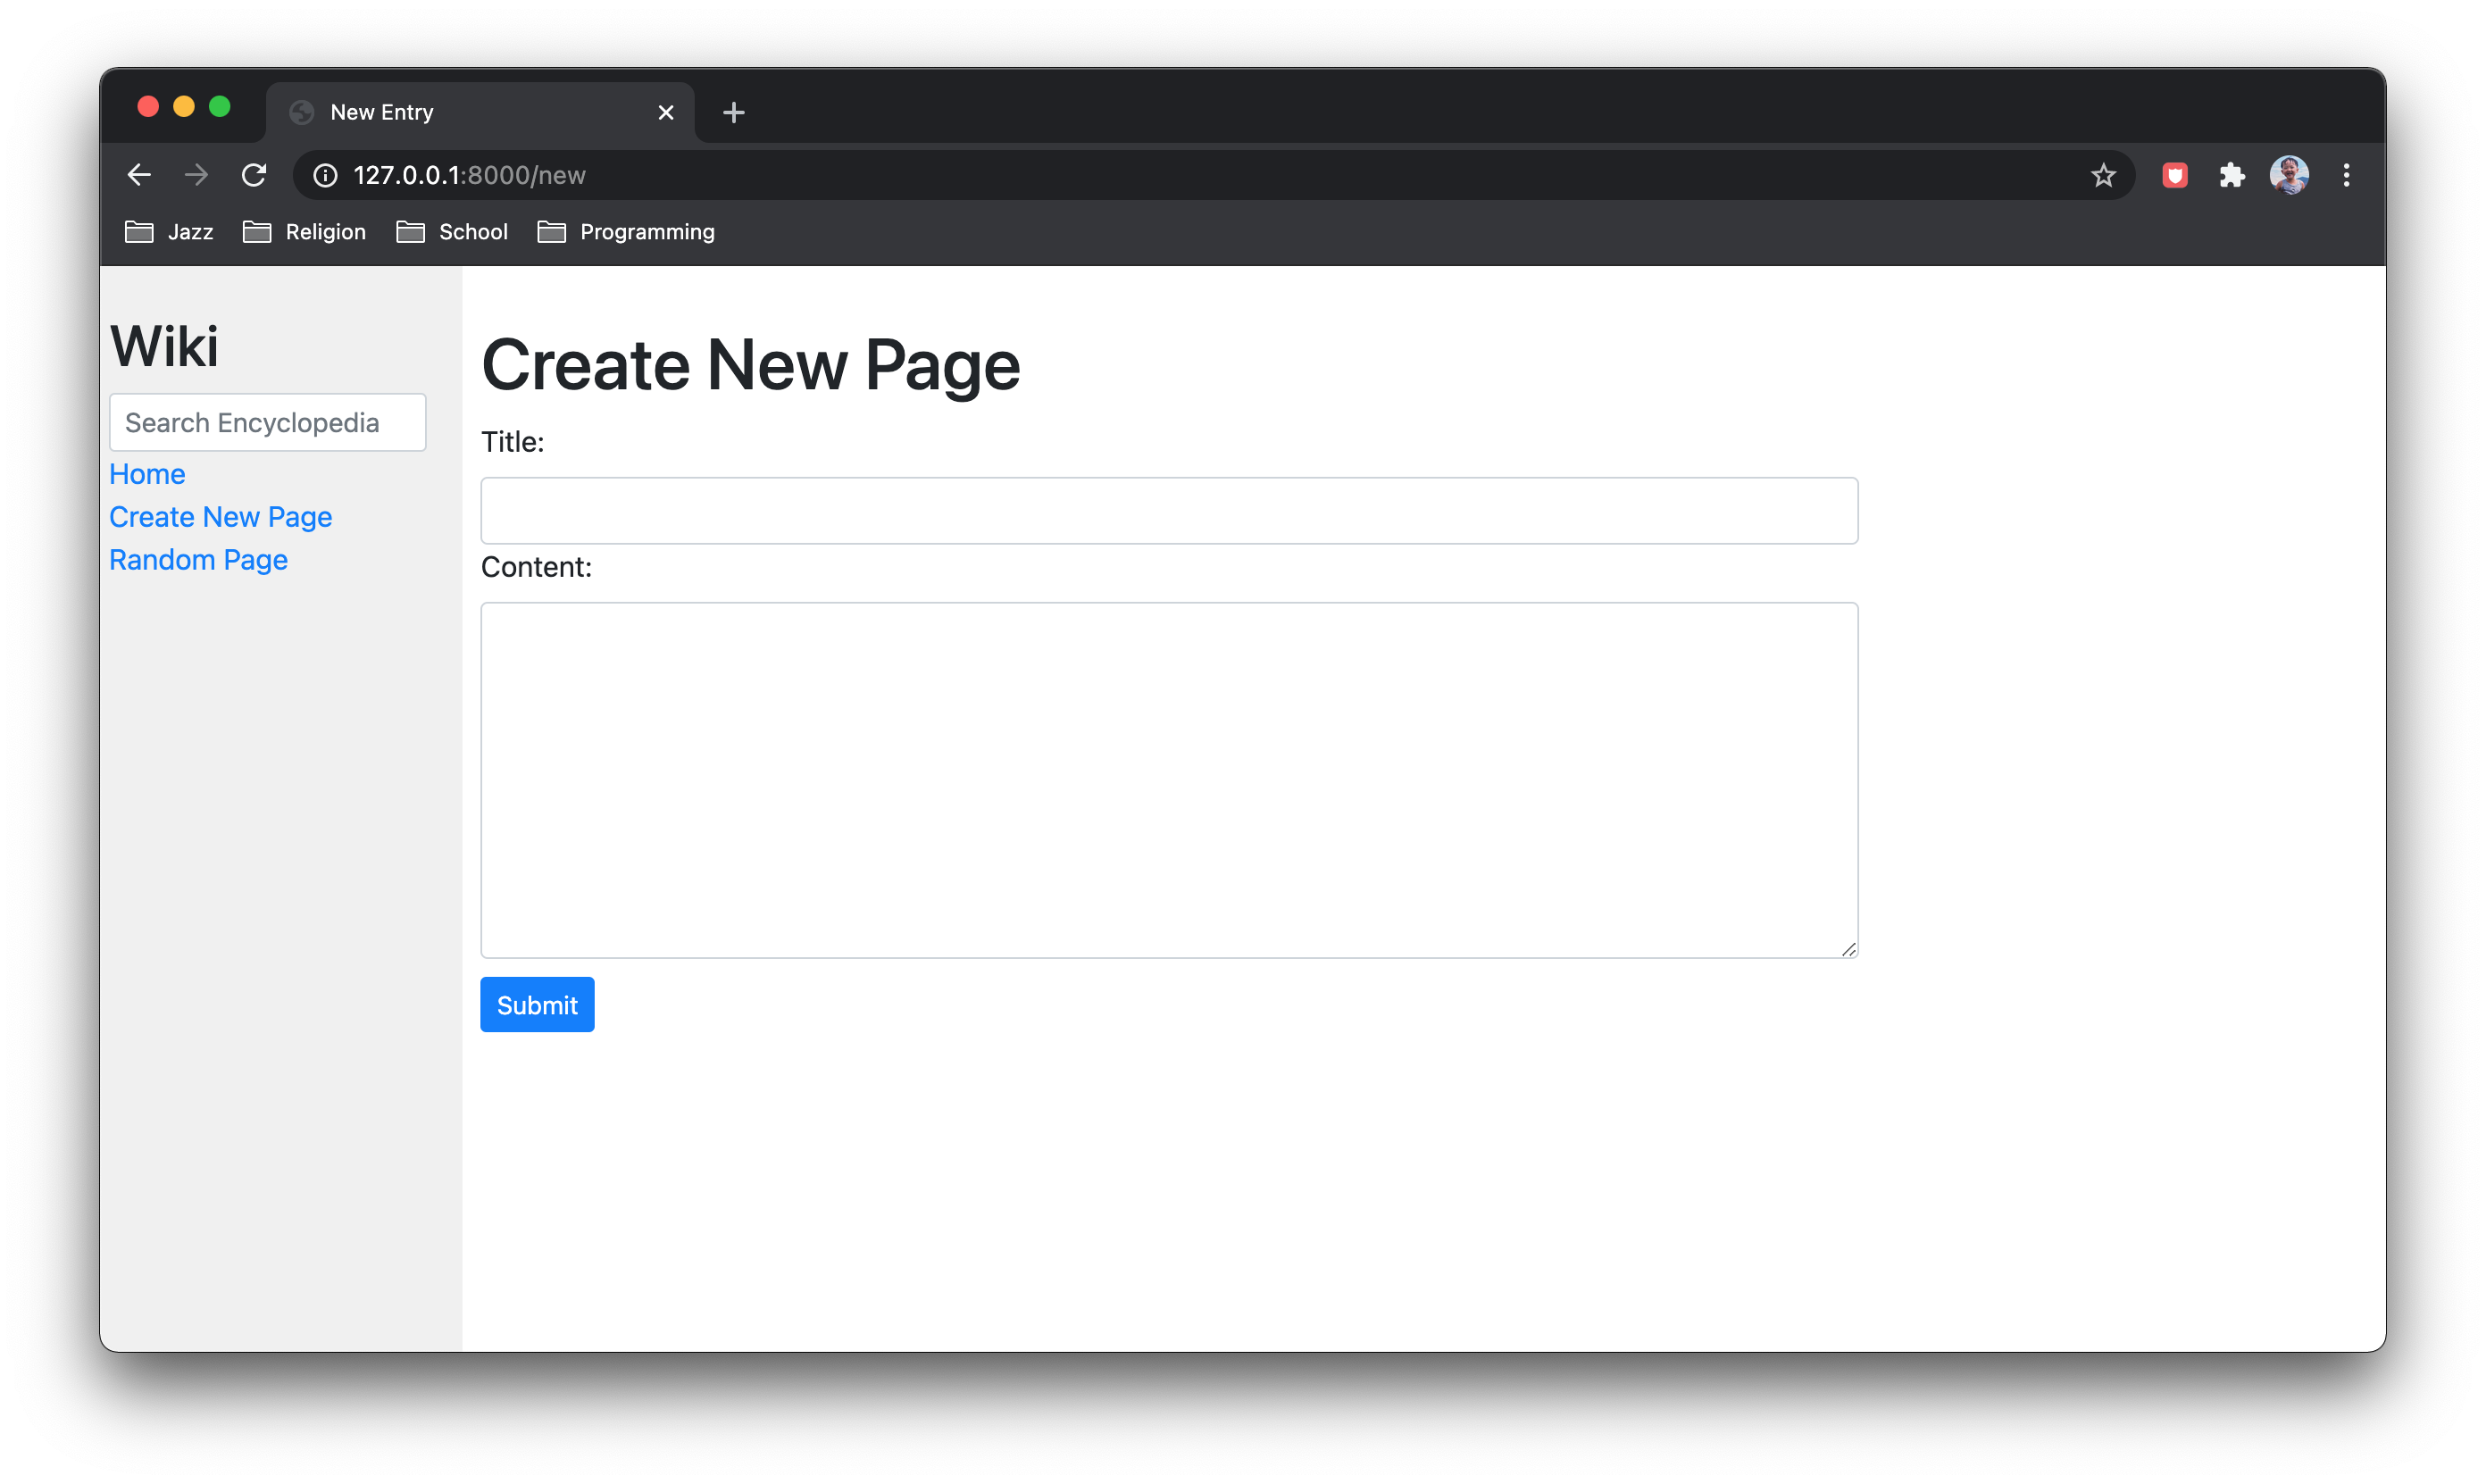 New Entry
127.0.0.1:8000/new
Jazz Religion School Programming
Wiki
Search Encyclopedia
Home
Create New Page
Random Page
Create New Page
Title:
Content:
Submit